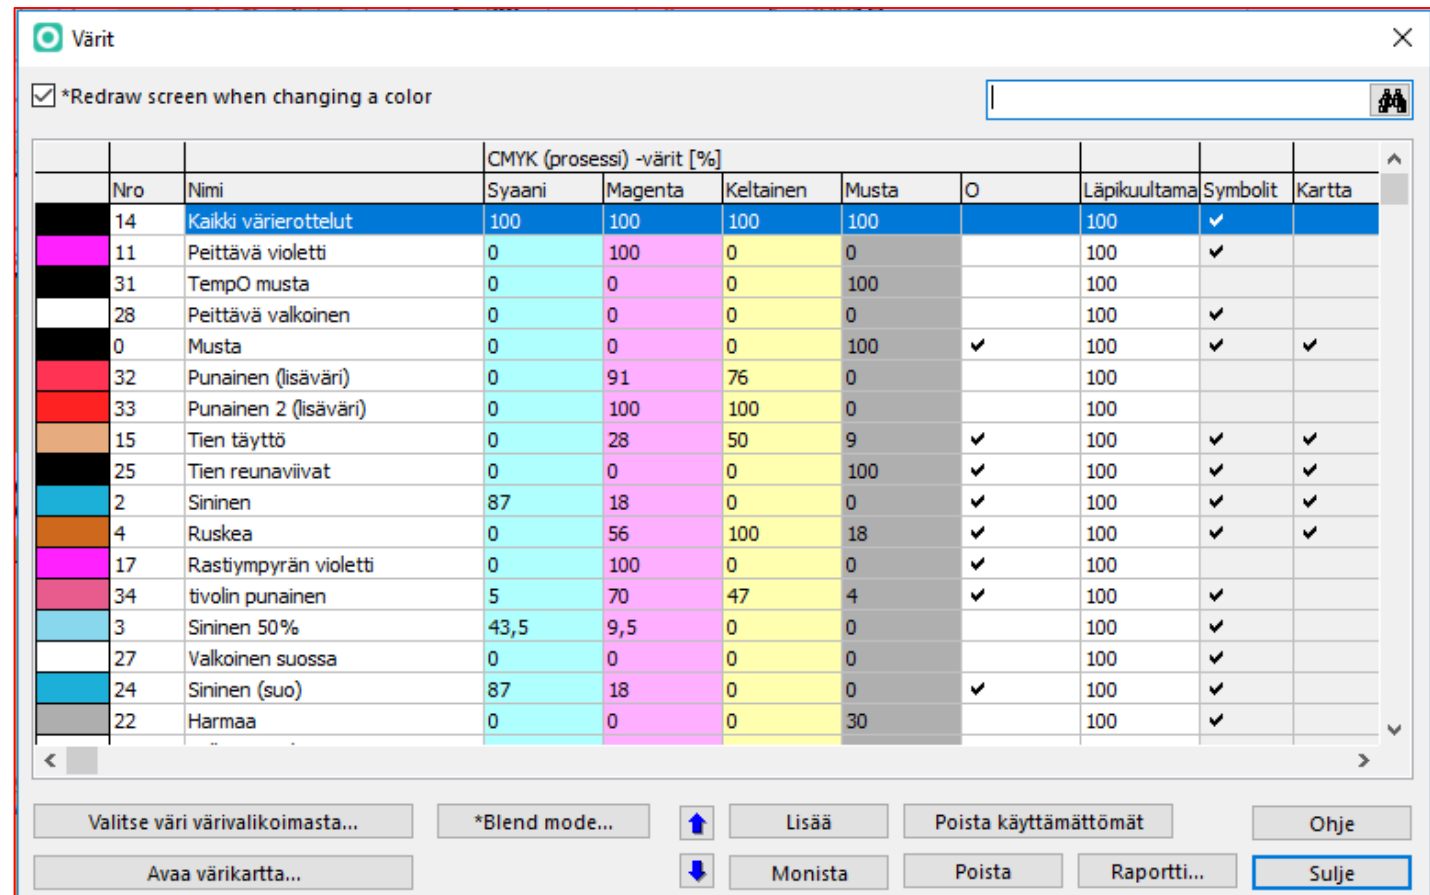 Värit
*Redraw screen when changing a color
CMYK (prosessi) -värit [%]
Nro Nimi Syaani Magenta Keltainen Musta O Läpikuultama Symbolit Kartta
14 Kaikki värierottelut 100 100 100 100 100
11 Peittävä violetti 0 100 0 0 100
31 TempO musta 0 0 0 100 100
28 Peittävä valkoinen 0 0 0 0 100
0 Musta 0 0 0 100 100
32 Punainen (lisäväri) 0 91 76 0 100
33 Punainen 2 (lisäväri) 0 100 100 0 100
15 Tien täyttö 0 28 50 9 100
25 Tien reunaviivat 0 0 0 100 100
2 Sininen 87 18 0 0 100
4 Ruskea 0 56 100 18 100
17 Rastiympyrän violetti 0 100 0 0 100
34 tivolin punainen 5 70 47 4 100
3 Sininen 50% 43,5 9,5 0 0 100
27 Valkoinen suossa 0 0 0 0 100
24 Sininen (suo) 87 18 0 0 100
22 Harmaa 0 0 0 30 100
Valitse väri värivalikoimasta... *Blend mode... Lisää Poista käyttämättömät Ohje
Avaa värikartta... Monista Poista Raportti... Sulje